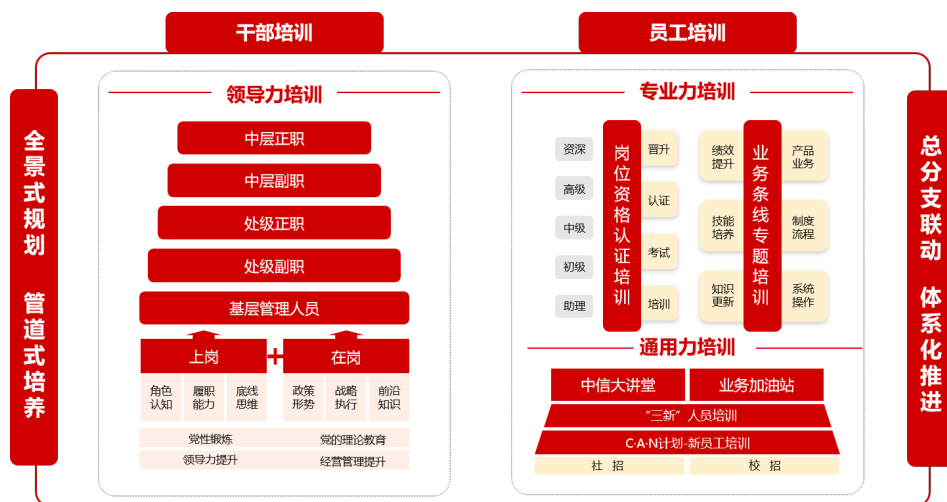 干部培训
员工培训
全景式规划 管道式培养
领导力培训
中层正职
中层副职
处级正职
处级副职
基层管理人员
上岗
+
在岗
角色
认知
履职
能力
底线
思维
政策
形势
战略
执行
前沿
知识
党性锻炼
党的理论教育
领导力提升
经营管理提升
专业力培训
资深
高级
中级
初级
助理
岗位资格认证培训
晋升
认证
考试
培训
绩效
提升
技能
培养
知识
更新
业务条线专题培训
产品
业务
制度
流程
系统
操作
通用力培训
中信大讲堂
业务加油站
“三新”人员培训
C·A·N计划-新员工培训
社 招
校 招
总分支联动 体系化推进